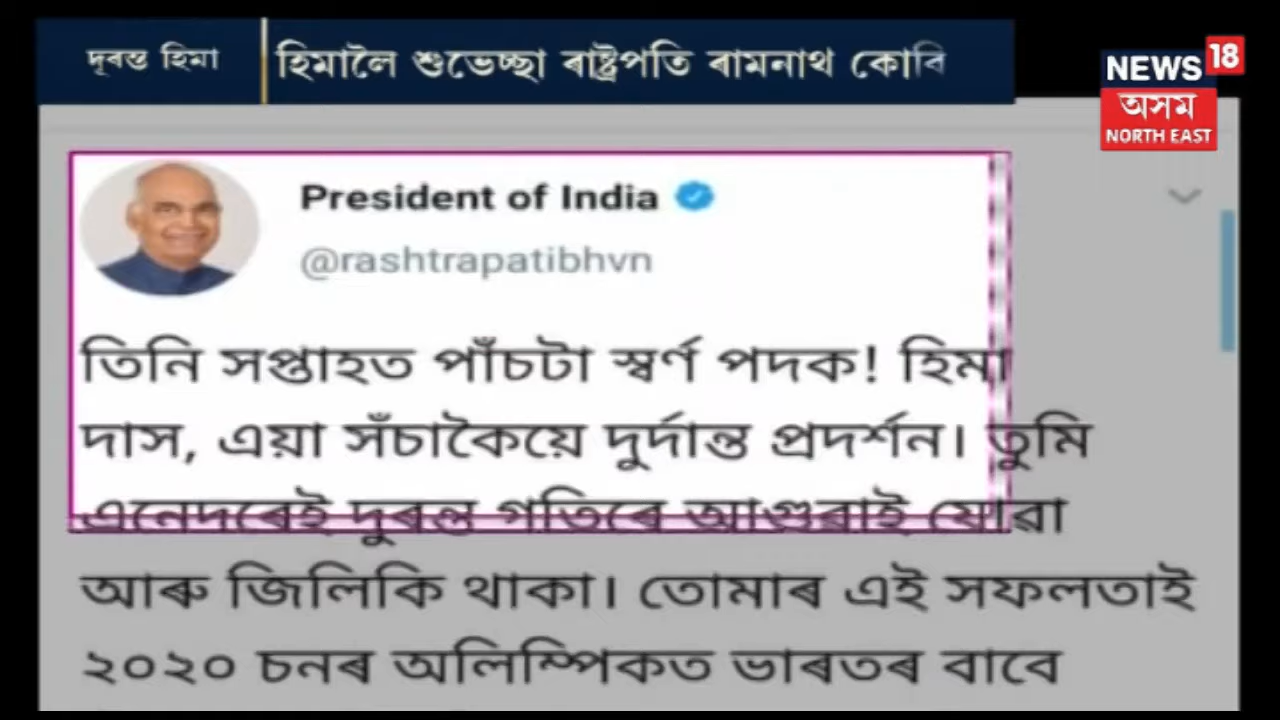 দূৰন্ত হিমা
হিমালৈ শুভেচ্ছা ৰাষ্ট্ৰপতি ৰামনাথ কোবি
NEWS 18
অসম
NORTH EAST
President of India
@rashtrapatibhvn
তিনি সপ্তাহত পাঁচটা স্বৰ্ণ পদক! হিমা
দাস, এয়া সঁচাকৈয়ে দুৰ্দান্ত প্ৰদৰ্শন। তুমি
এনেদৰেই দুৰন্ত গতিৰে আগুৱাই যোৱা
আৰু জিলিকি থাকা। তোমাৰ এই সফলতাই
২০২০ চনৰ অলিম্পিকত ভাৰতৰ বাবে